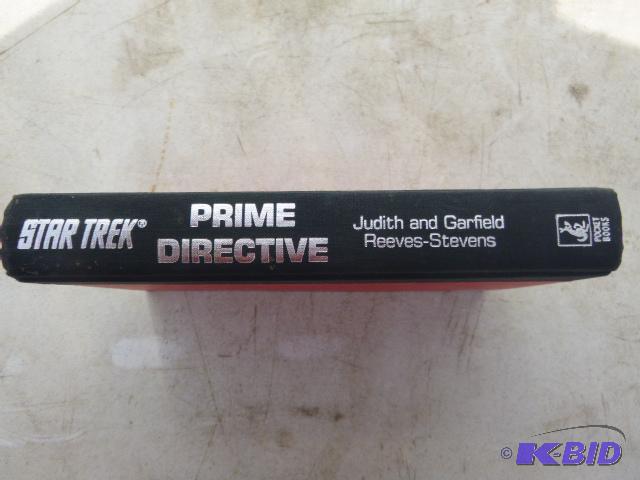 STAR TREK®
PRIME
DIRECTIVE
Judith and Garfield
Reeves-Stevens
POCKET
BOOKS
© K-BID